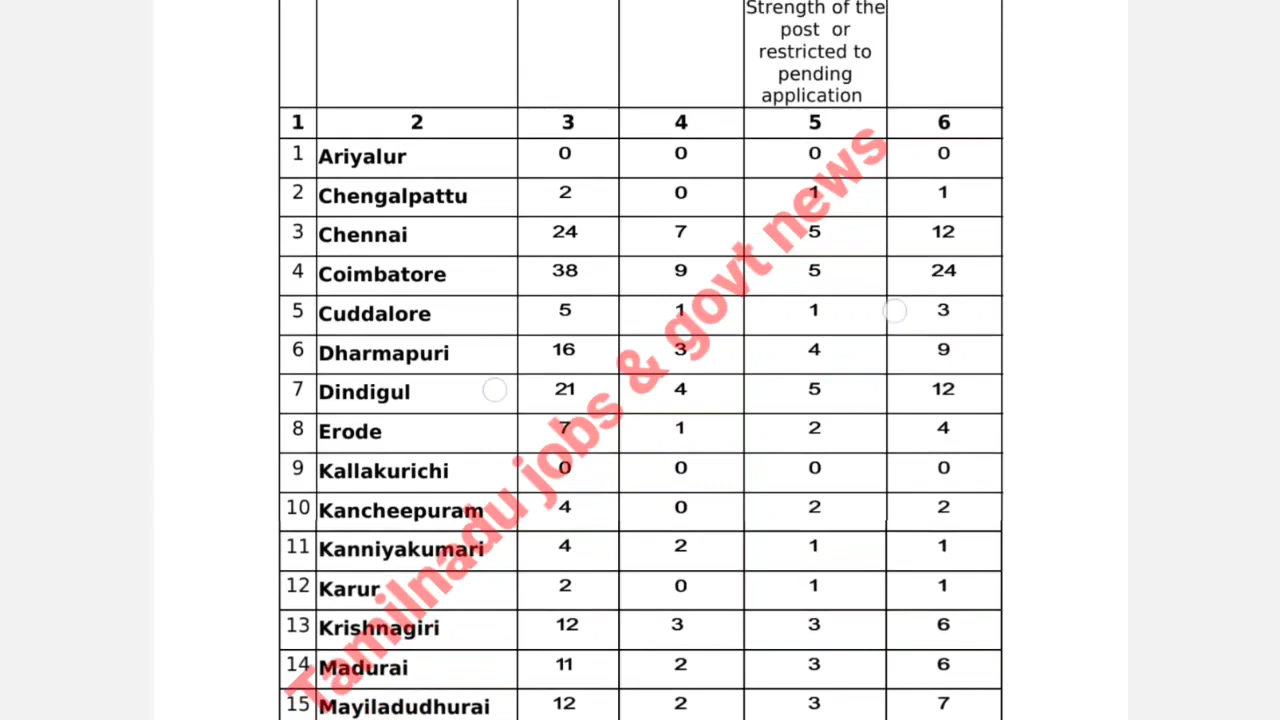 Strength of the
post or
restricted to
pending
application
1 2 3 4 5 6
1 Ariyalur 0 0 0 0
2 Chengalpattu 2 0 1 1
3 Chennai 24 7 5 12
4 Coimbatore 38 9 5 24
5 Cuddalore 5 1 1 3
6 Dharmapuri 16 3 4 9
7 Dindigul 21 4 5 12
8 Erode 7 1 2 4
9 Kallakurichi 0 0 0 0
10 Kancheepuram 4 0 2 2
11 Kanniyakumari 4 2 1 1
12 Karur 2 0 1 1
13 Krishnagiri 12 3 3 6
14 Madurai 11 2 3 6
15 Mayiladudhurai 12 2 3 7
Tamilnadu jobs & govt news